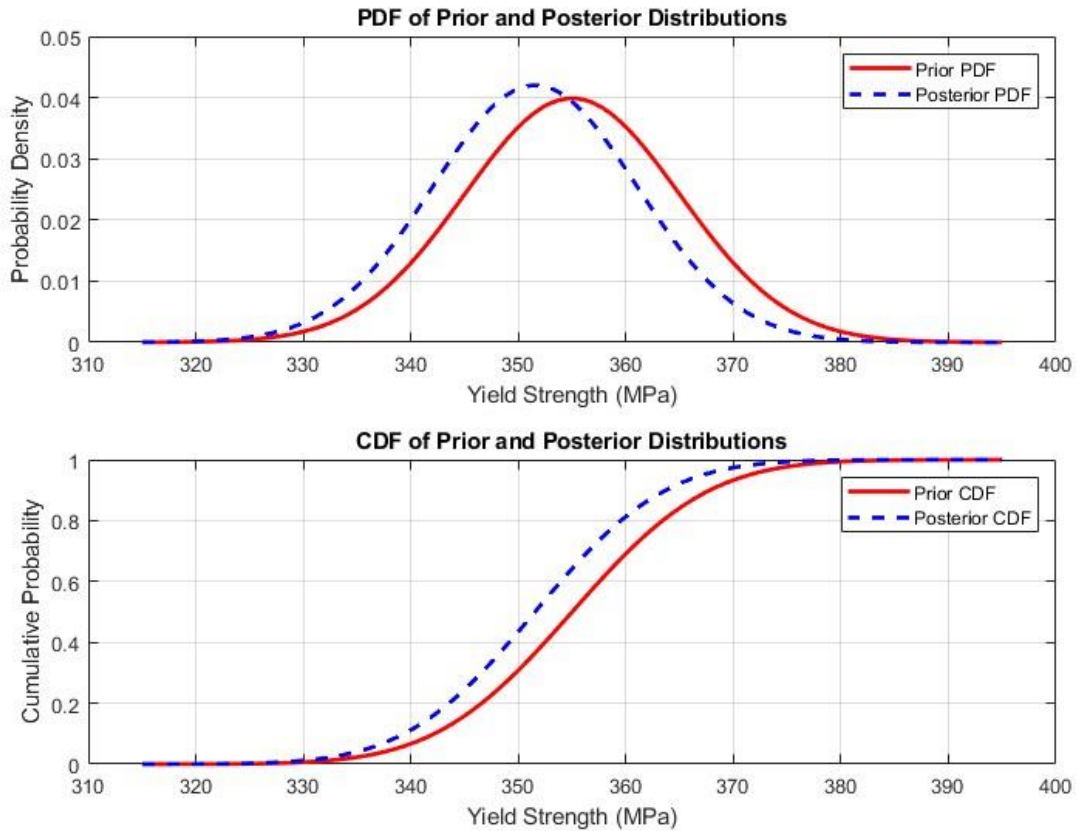 PDF of Prior and Posterior Distributions
0.05
0.04
0.03
0.02
0.01
0
Probability Density
Prior PDF
Posterior PDF
310 320 330 340 350 360 370 380 390 400
Yield Strength (MPa)
CDF of Prior and Posterior Distributions
1
0.8
0.6
0.4
0.2
0
Cumulative Probability
Prior CDF
Posterior CDF
310 320 330 340 350 360 370 380 390 400
Yield Strength (MPa)